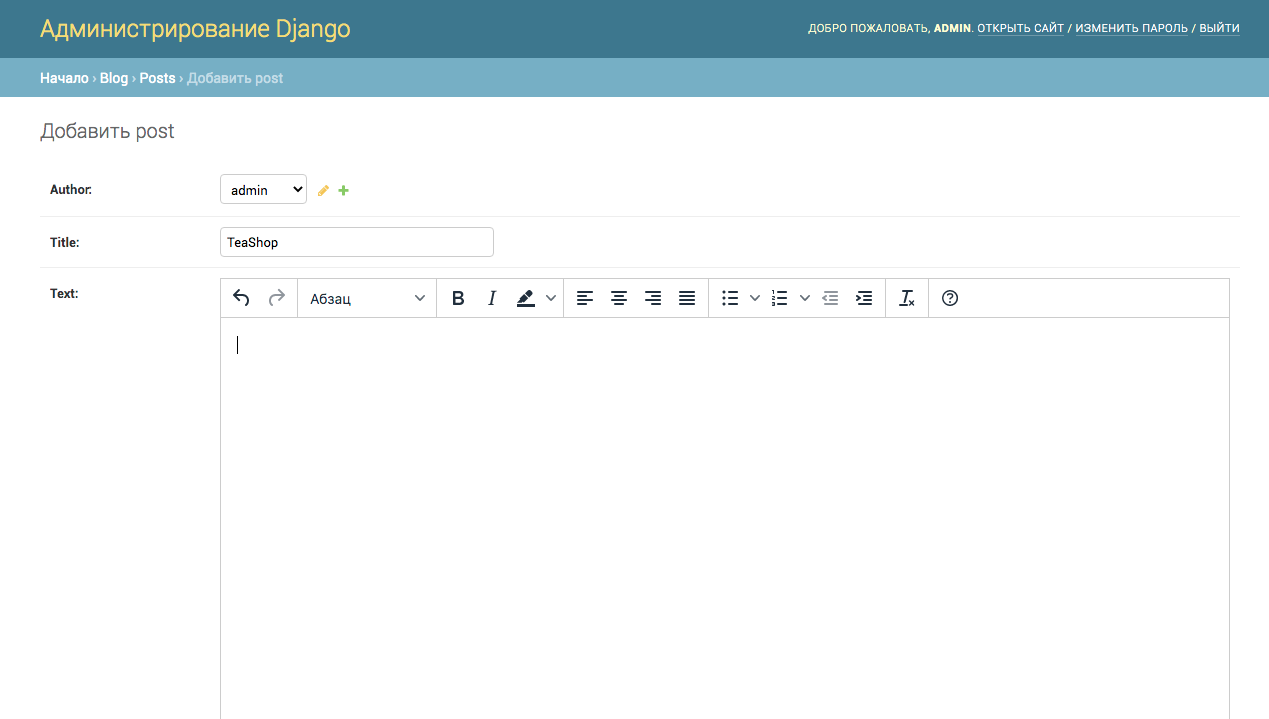 Администрирование Django
ДОБРО ПОЖАЛОВАТЬ, ADMIN. ОТКРЫТЬ САЙТ / ИЗМЕНИТЬ ПАРОЛЬ / ВЫЙТИ
Начало › Blog › Posts › Добавить post
Добавить post
Author: admin
Title: TeaShop
Text:
Абзац